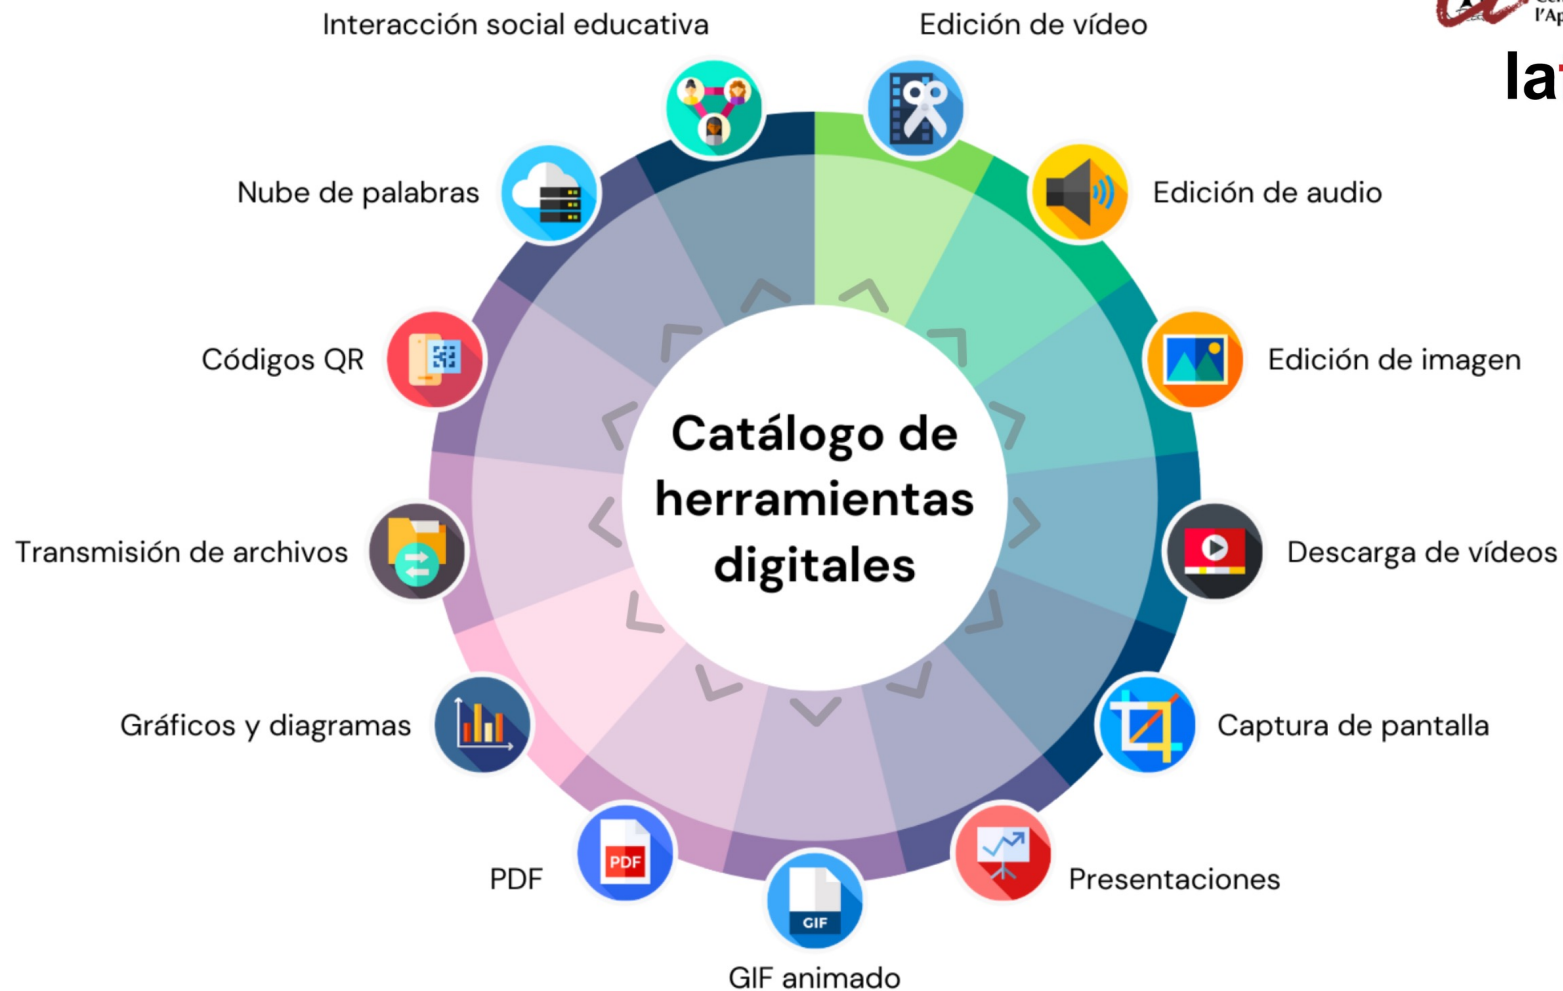 Interacción social educativa
Edición de vídeo
l'Ap
la
Nube de palabras
Edición de audio
Códigos QR
Edición de imagen
Catálogo de
herramientas
digitales
Transmisión de archivos
Descarga de vídeos
Gráficos y diagramas
Captura de pantalla
PDF
PDF
Presentaciones
GIF
GIF animado